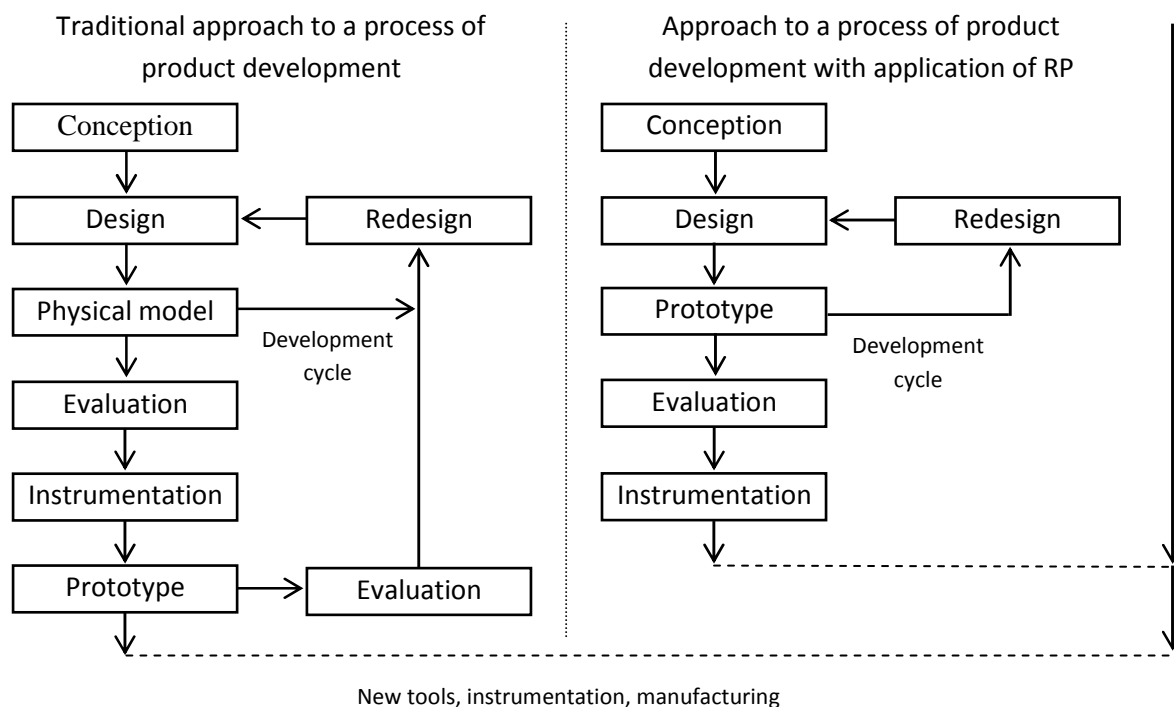 Traditional approach to a process of
product development
Conception
Design
Redesign
Physical model
Development
cycle
Evaluation
Instrumentation
Prototype
Evaluation
Approach to a process of product
development with application of RP
Conception
Design
Redesign
Prototype
Development
cycle
Evaluation
Instrumentation
New tools, instrumentation, manufacturing